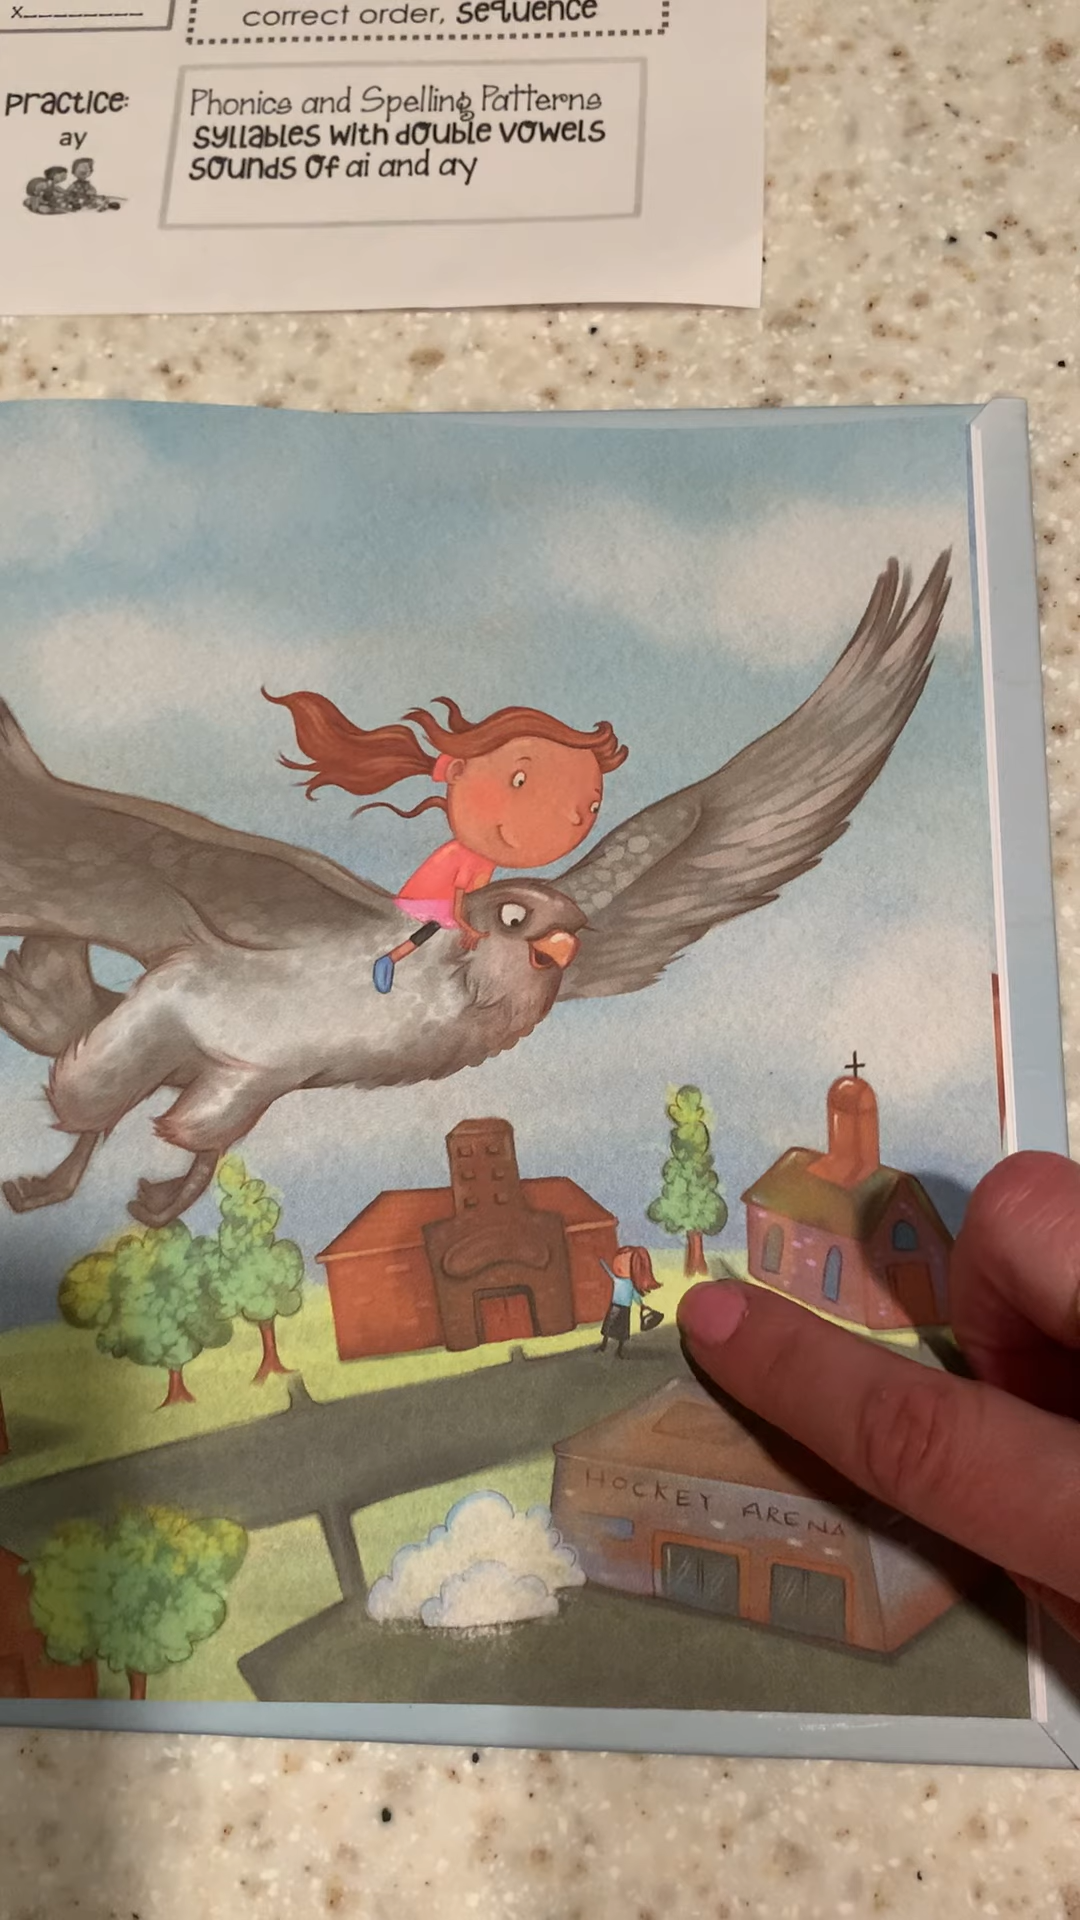 x________
correct order, sequence
Practice:
ay
Phonics and Spelling Patterns
syllables with double vowels
sounds of ai and ay
HOCKEY ARENA